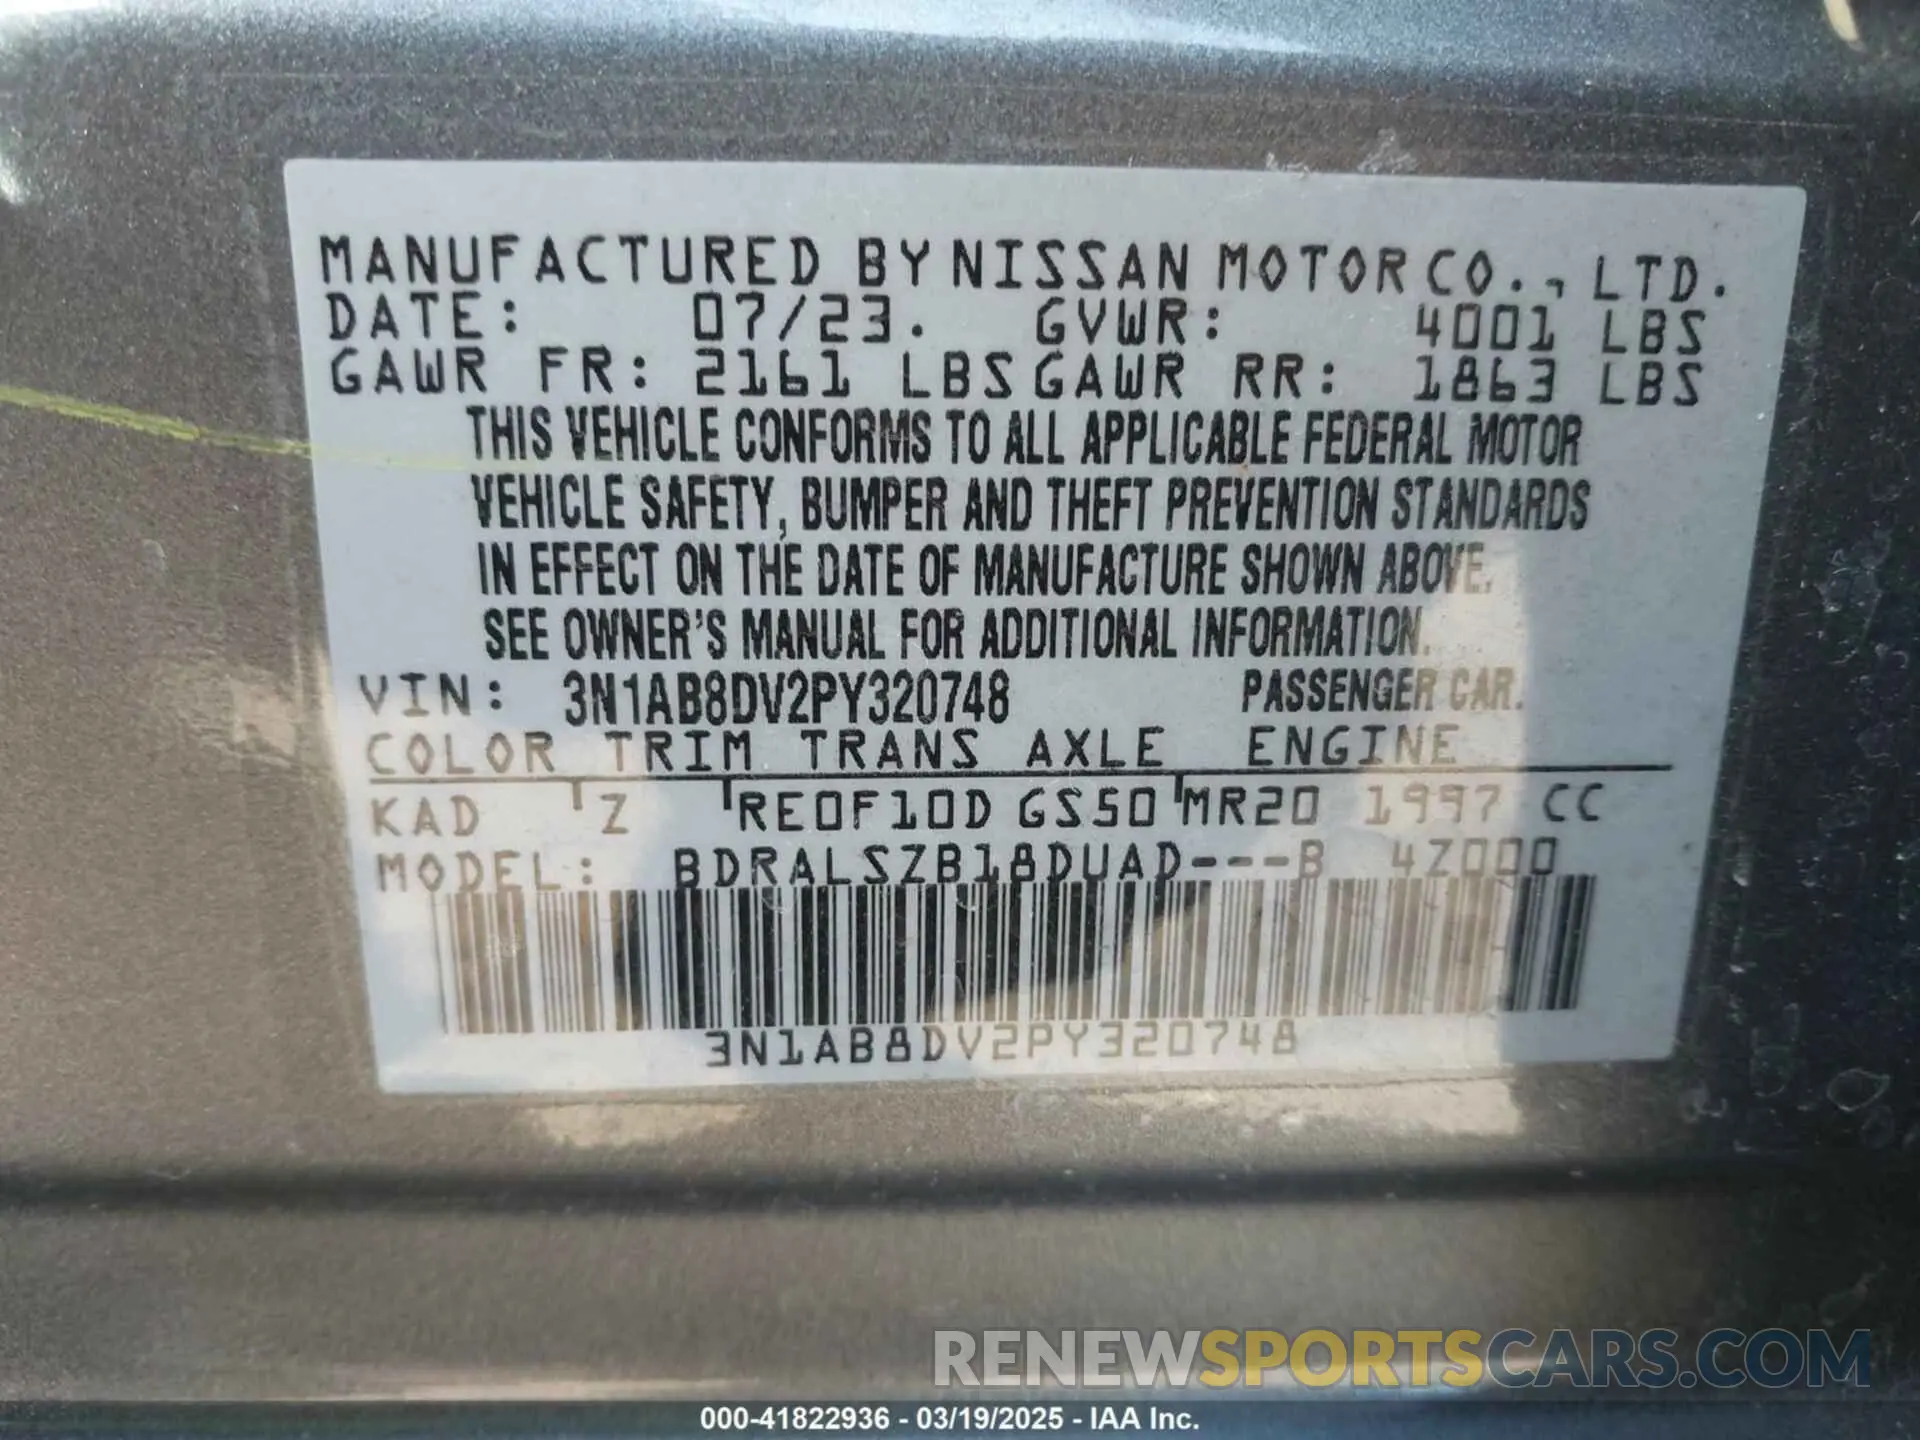 MANUFACTURED BY NISSAN MOTOR CO., LTD.
DATE: 07/23. GVWR: 4001 LBS
GAWR FR: 2161 LBS GAWR RR: 1863 LBS
THIS VEHICLE CONFORMS TO ALL APPLICABLE FEDERAL MOTOR
VEHICLE SAFETY, BUMPER AND THEFT PREVENTION STANDARDS
IN EFFECT ON THE DATE OF MANUFACTURE SHOWN ABOVE.
SEE OWNER'S MANUAL FOR ADDITIONAL INFORMATION.
VIN: 3N1AB8DV2PY320748 PASSENGER CAR.
COLOR TRIM TRANS AXLE ENGINE
KAD Z RE0F10D GS50 MR20 1997 CC
MODEL: BDRALSZB18DUAD---B 4Z000
3N1AB8DV2PY320748
RENEWSPORTSCARS.COM
000-41822936 - 03/19/2025 - IAA Inc.